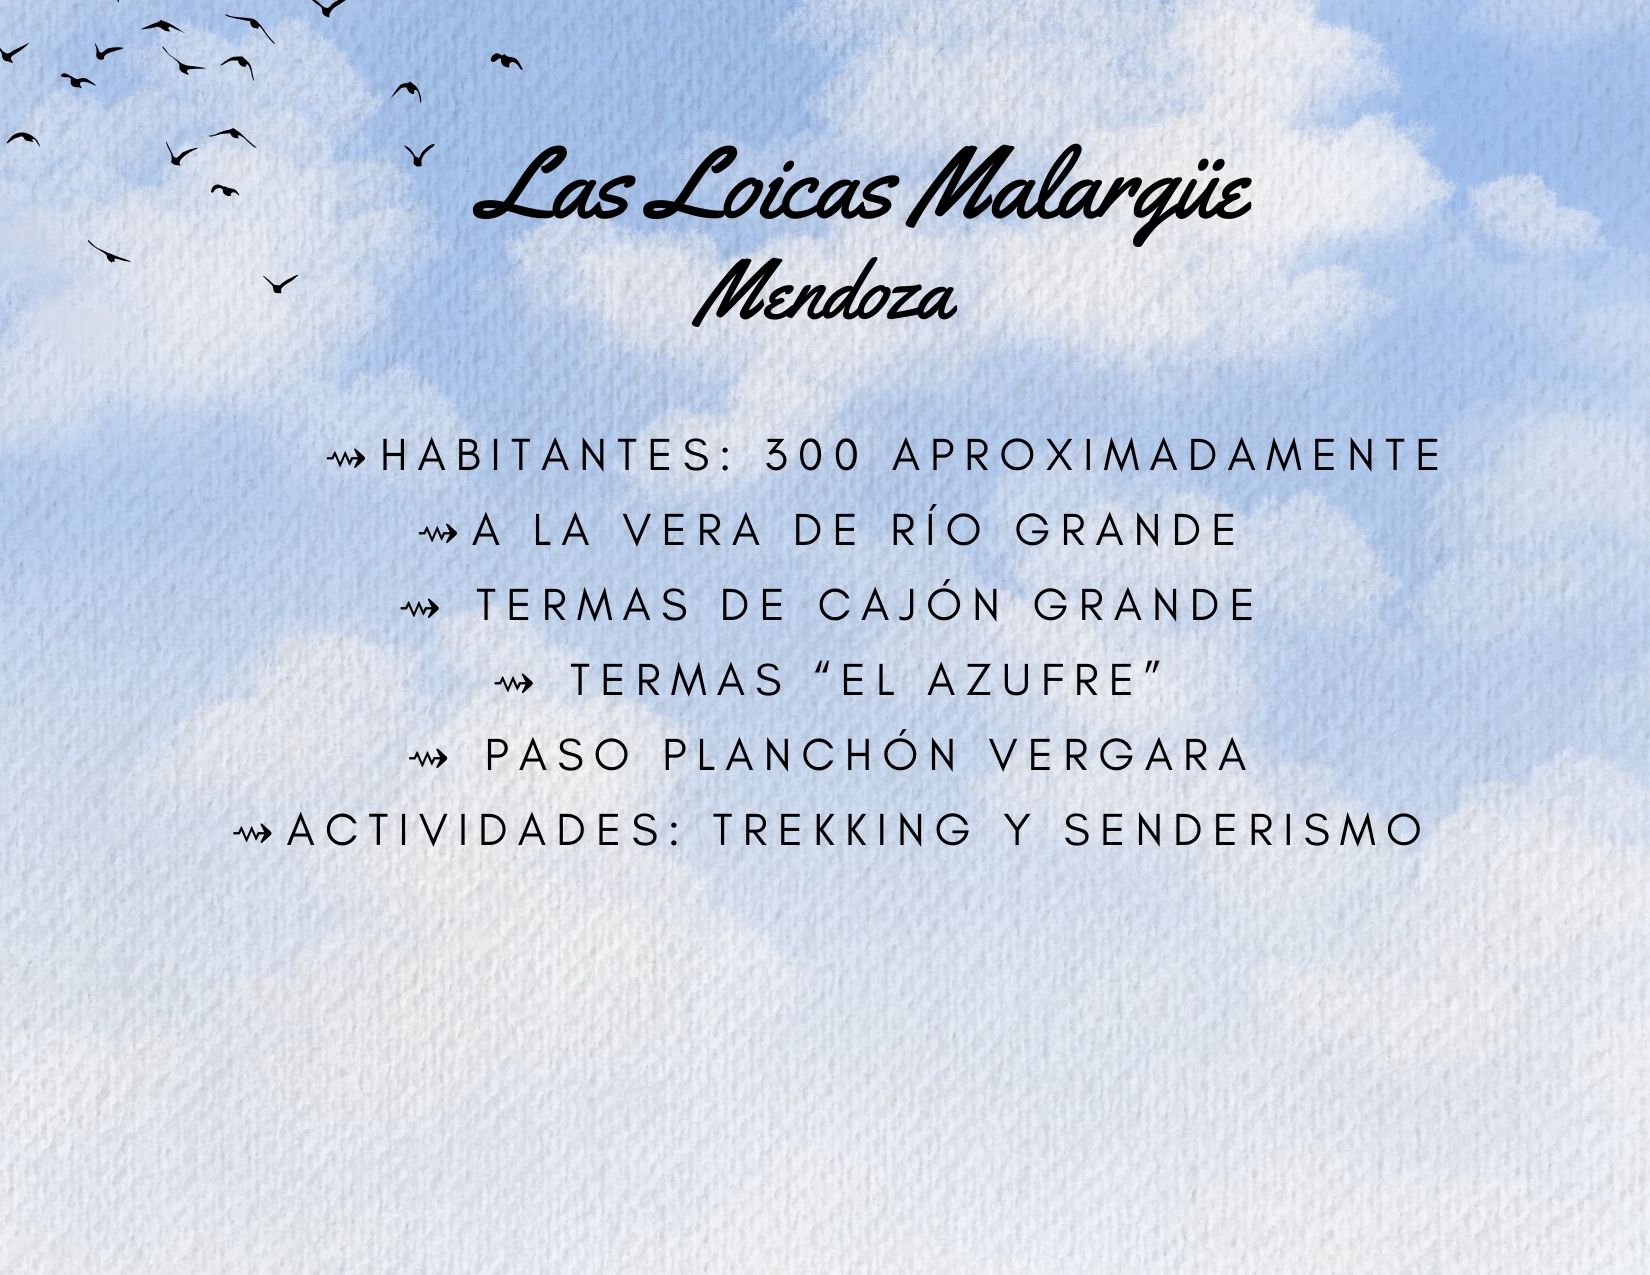 Las Loicas Malargüe
Mendoza
⇝HABITANTES: 300 APROXIMADAMENTE
⇝A LA VERA DE RÍO GRANDE
⇝ TERMAS DE CAJÓN GRANDE
⇝ TERMAS “EL AZUFRE”
⇝ PASO PLANCHÓN VERGARA
⇝ACTIVIDADES: TREKKING Y SENDERISMO